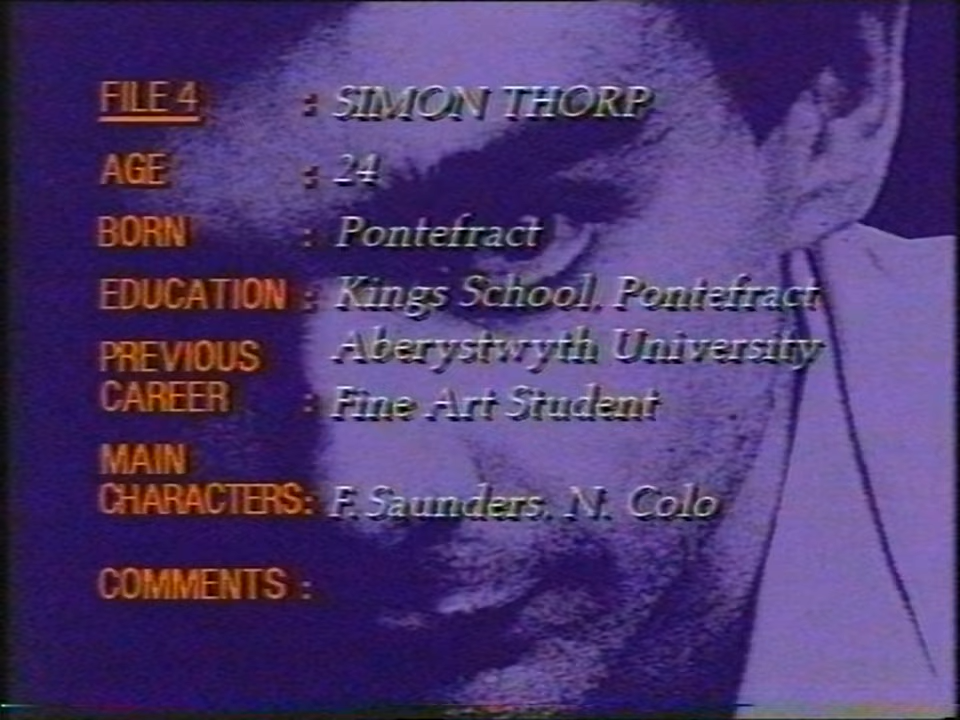 FILE 4 : SIMON THORP
AGE : 24
BORN : Pontefract
EDUCATION : Kings School, Pontefract
Aberystwyth University
PREVIOUS
CAREER : Fine Art Student
MAIN
CHARACTERS: F. Saunders, N. Colo
COMMENTS :